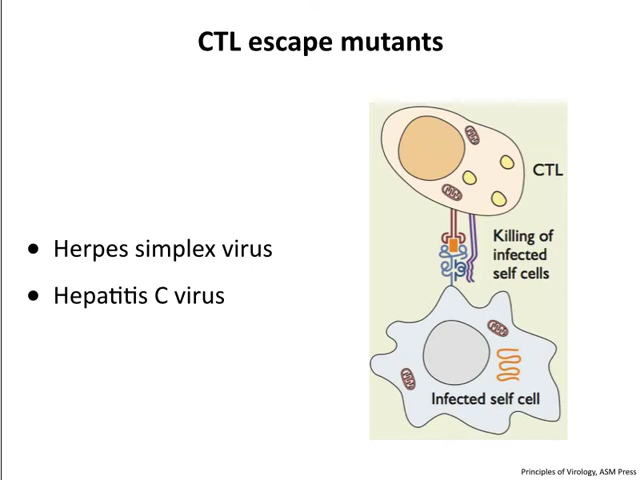 CTL escape mutants
CTL
Killing of
infected
self cells
• Herpes simplex virus
• Hepatitis C virus
Infected self cell
Principles of Virology, ASM Press